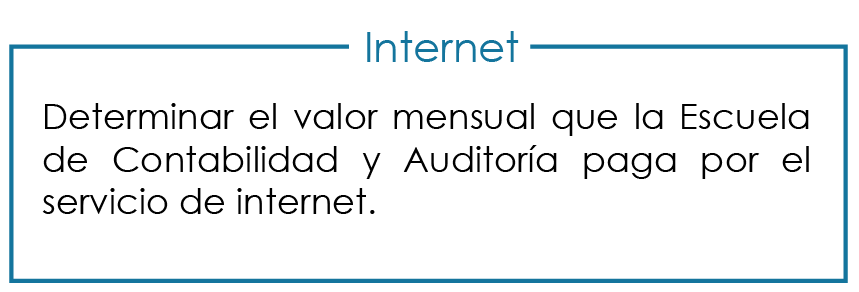 Internet
Determinar el valor mensual que la Escuela
de Contabilidad y Auditoría paga por el
servicio de internet.